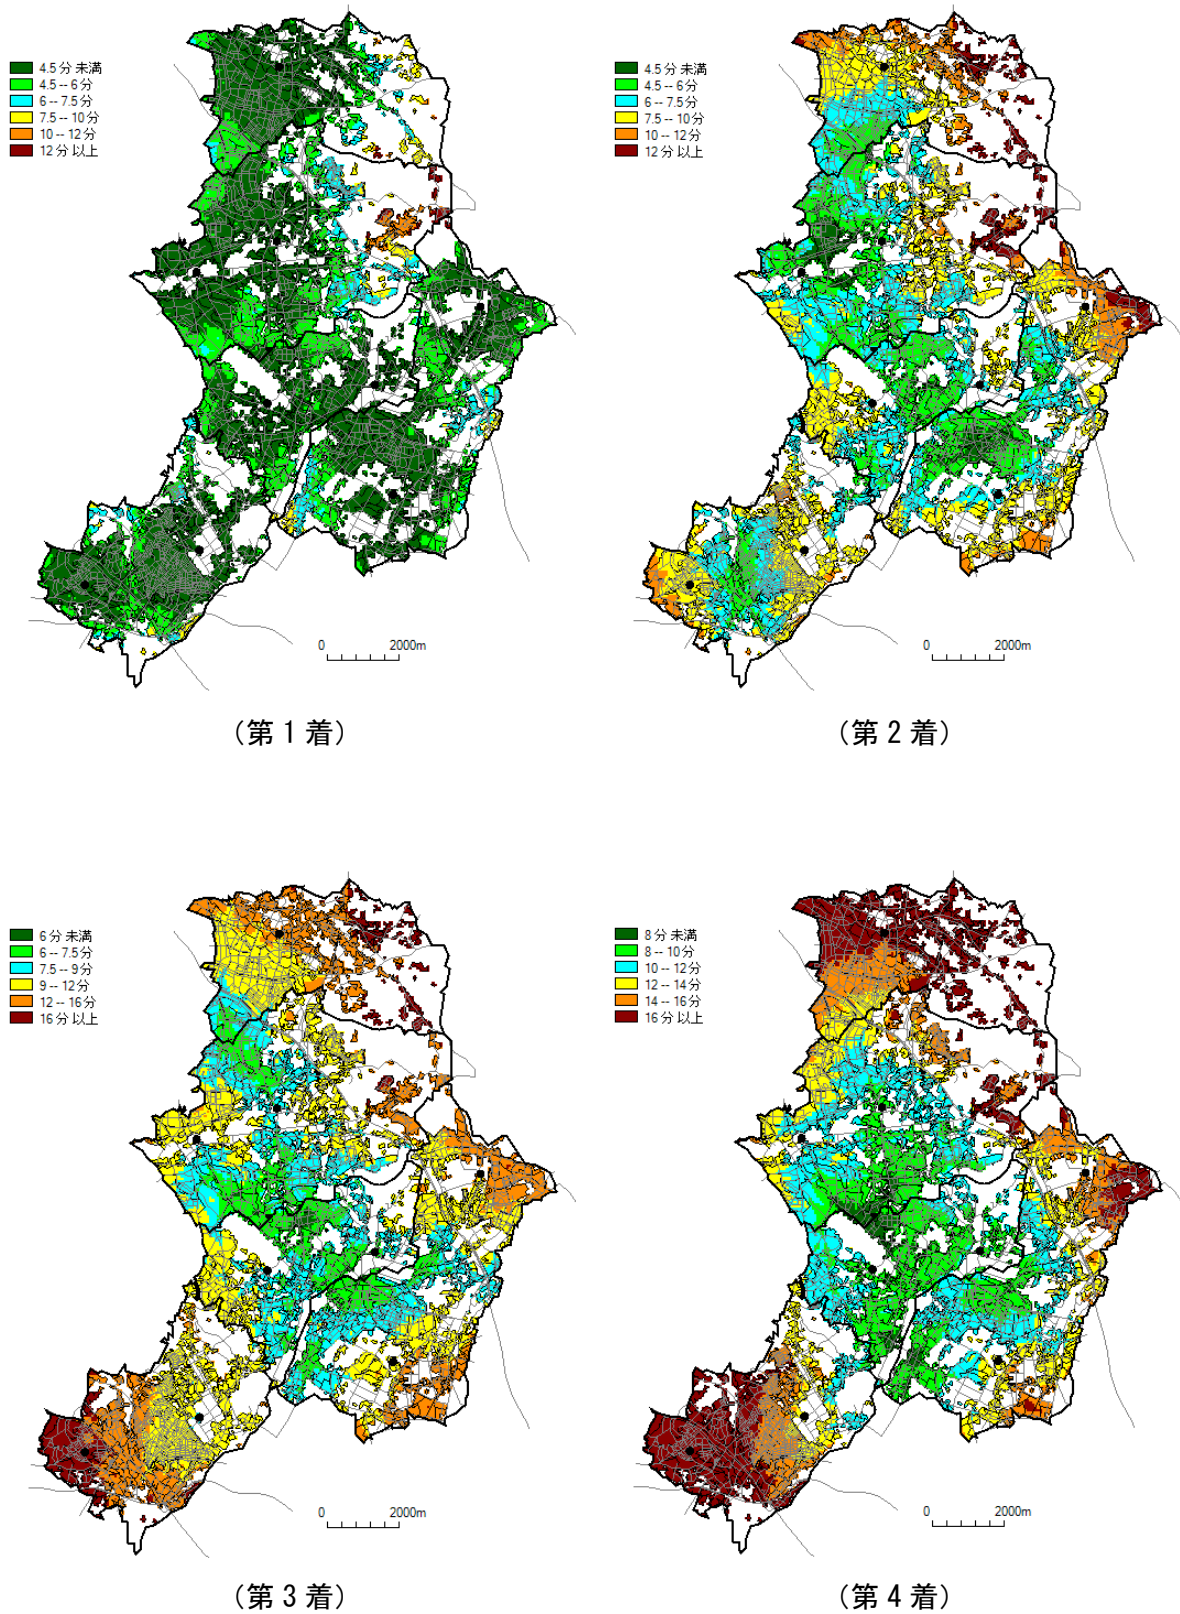 4.5分 未満
4.5 -- 6分
6 -- 7.5分
7.5 -- 10分
10 -- 12分
12分 以上
0 2000m
(第1着)
4.5分 未満
4.5 -- 6分
6 -- 7.5分
7.5 -- 10分
10 -- 12分
12分 以上
0 2000m
(第2着)
6分 未満
6 -- 7.5分
7.5 -- 9分
9 -- 12分
12 -- 16分
16分 以上
0 2000m
(第3着)
8分 未満
8 -- 10分
10 -- 12分
12 -- 14分
14 -- 16分
16分 以上
0 2000m
(第4着)